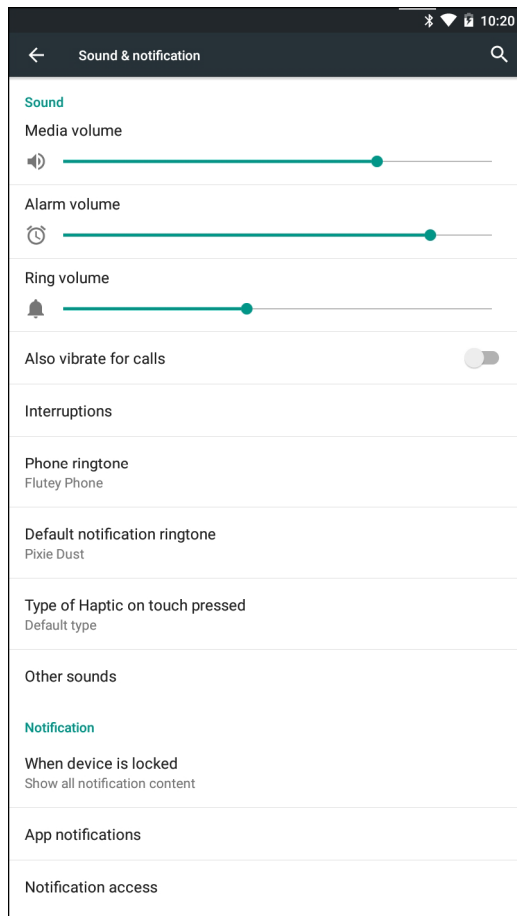 10:20
Sound & notification
Sound
Media volume
Alarm volume
Ring volume
Also vibrate for calls
Interruptions
Phone ringtone
Flutey Phone
Default notification ringtone
Pixie Dust
Type of Haptic on touch pressed
Default type
Other sounds
Notification
When device is locked
Show all notification content
App notifications
Notification access